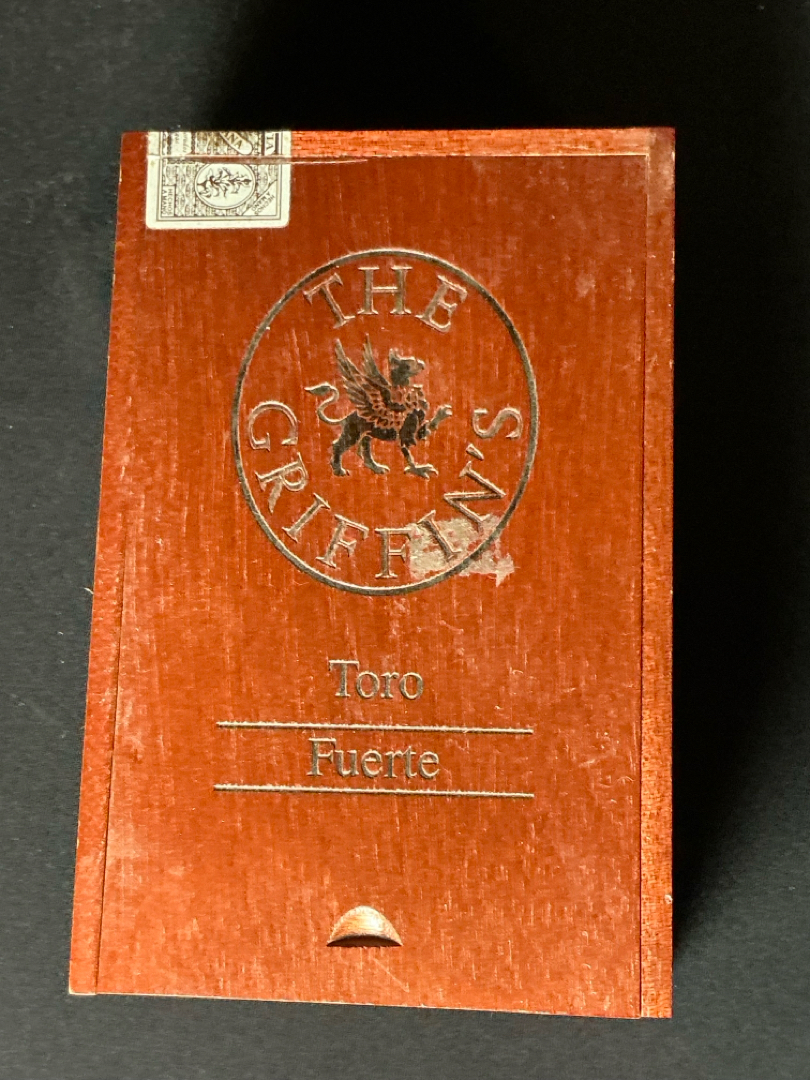 THE
GRIFFIN'S
Toro
Fuerte